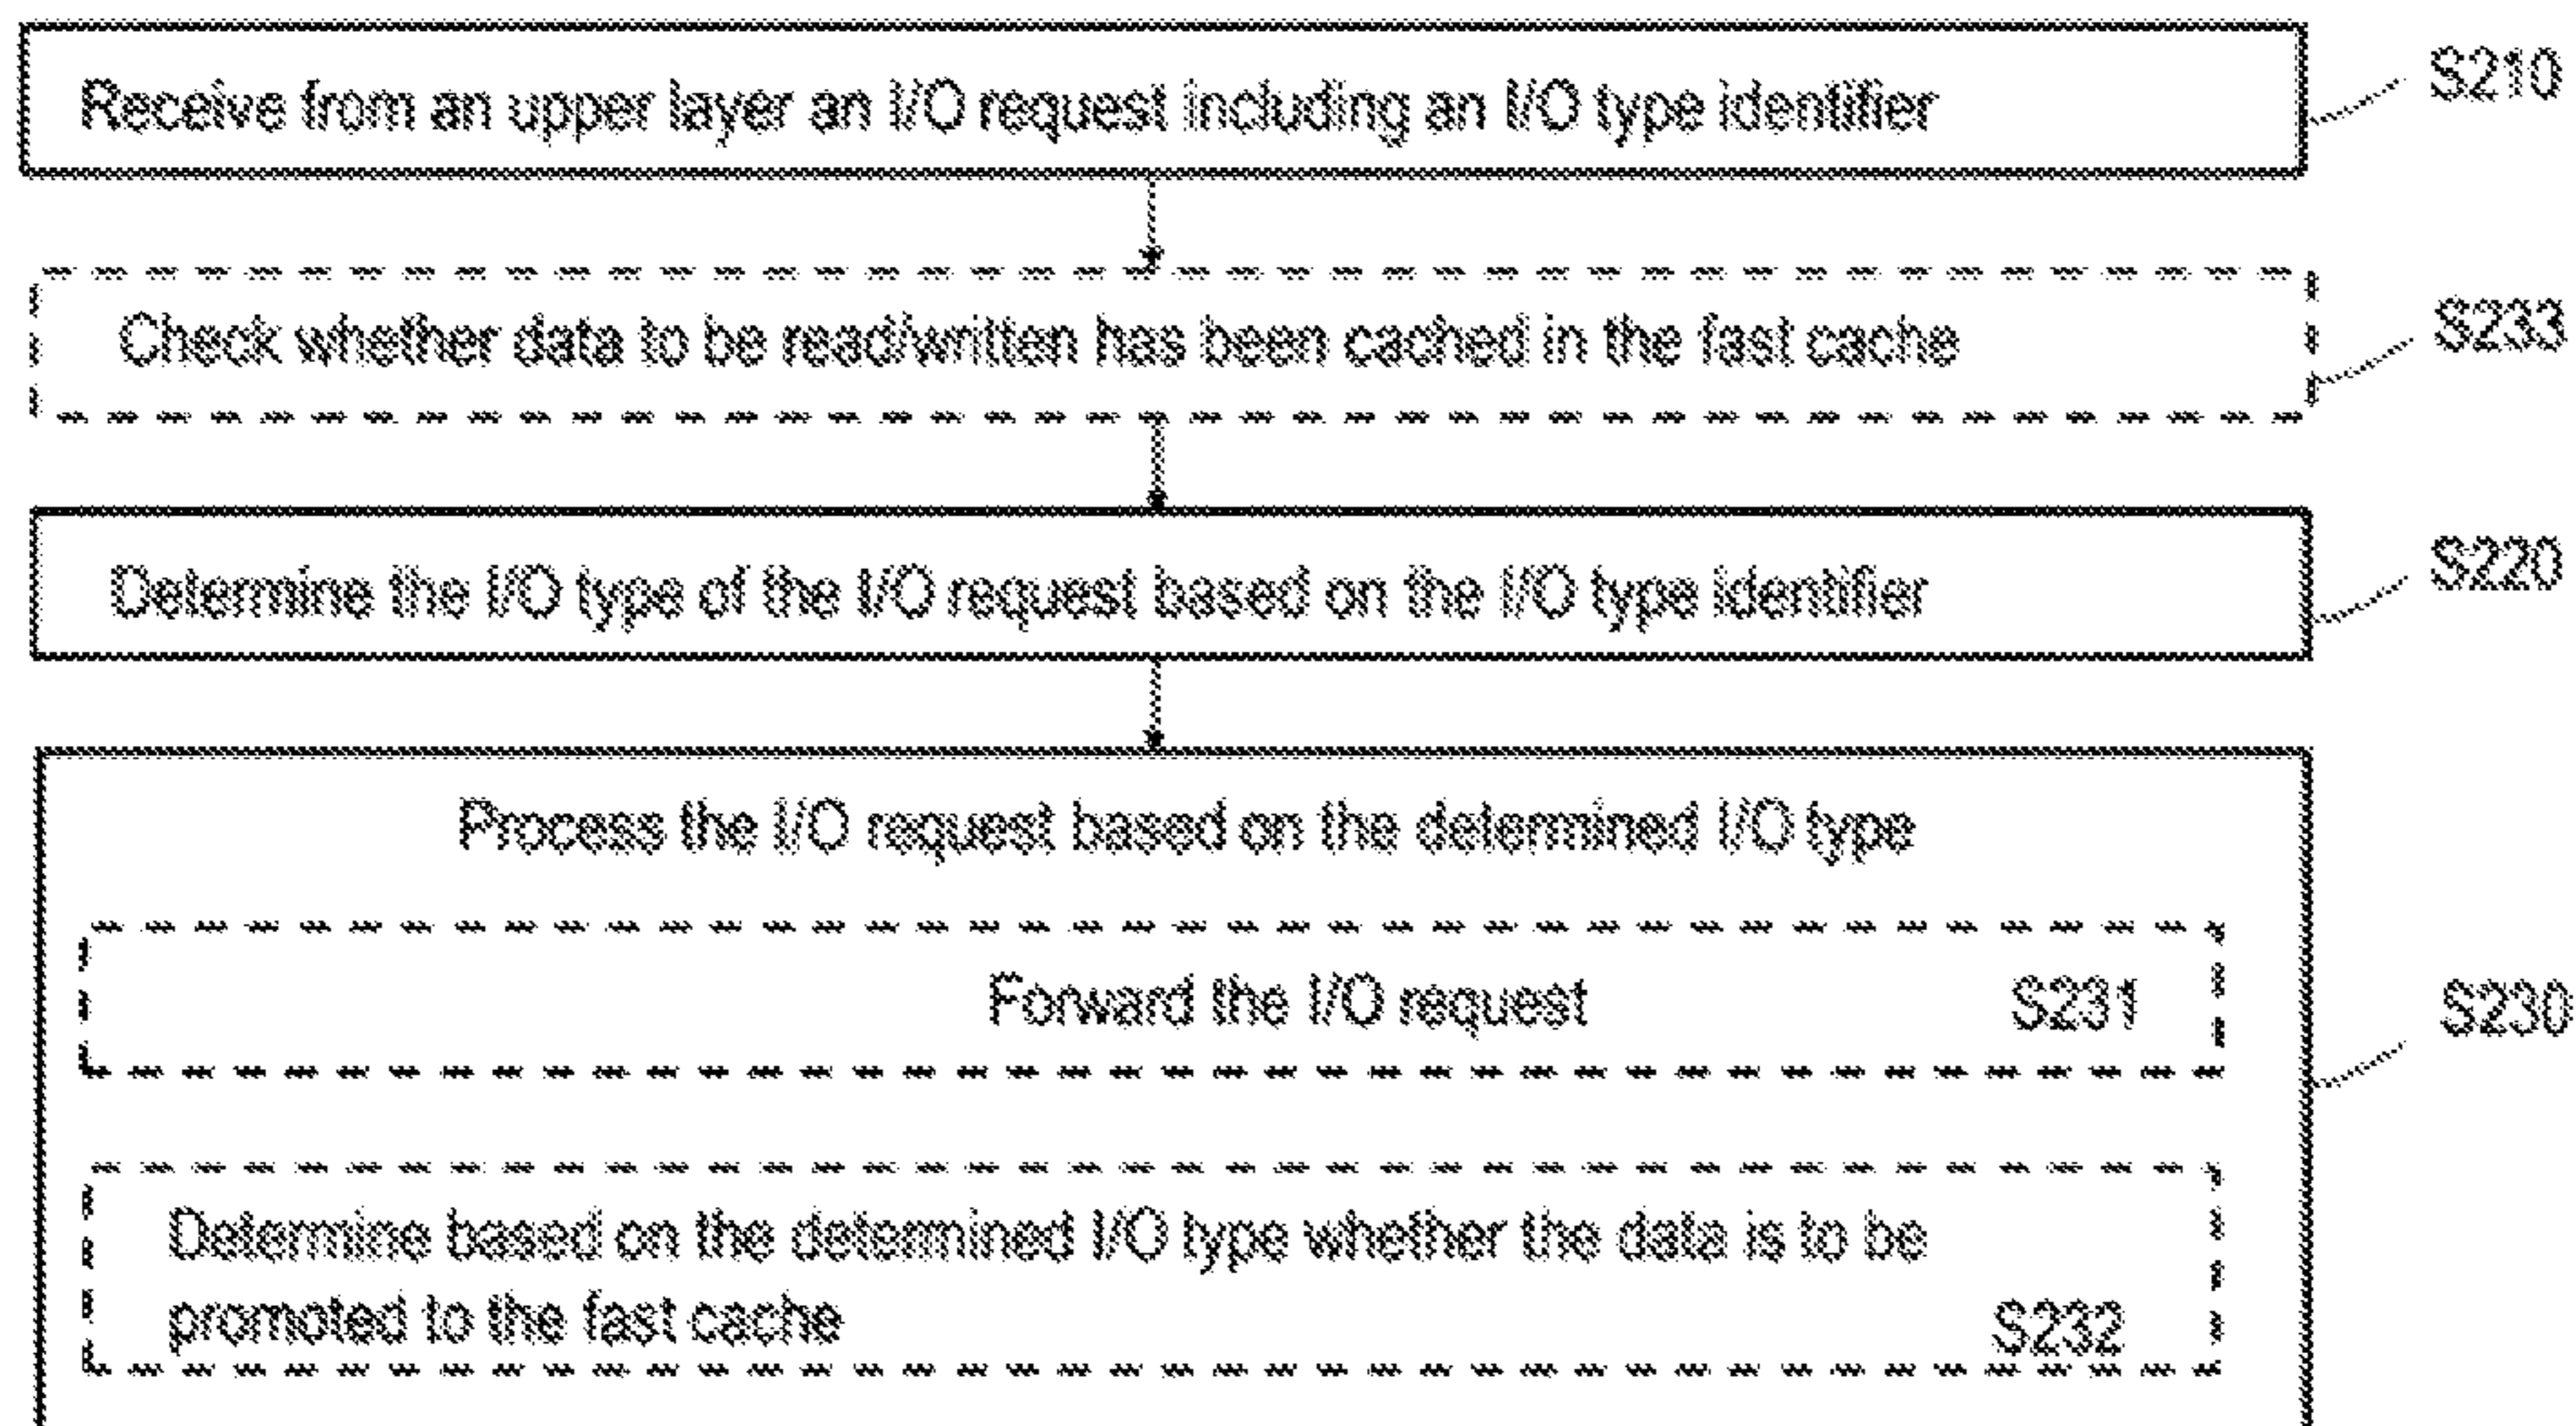 Receive from an upper layer an I/O request including an I/O type identifier
S210
Check whether data to be read/written has been cached in the fast cache
S233
Determine the I/O type of the I/O request based on the I/O type identifier
S220
Process the I/O request based on the determined I/O type
Forward the I/O request
S231
S230
Determine based on the determined I/O type whether the data is to be
promoted to the fast cache
S232